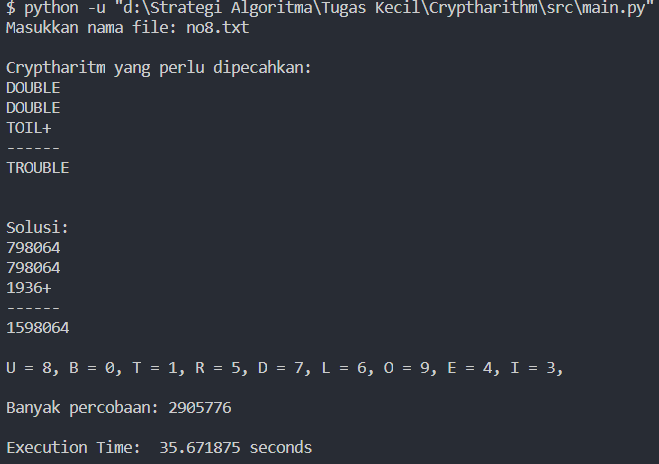 $ python -u "d:\Strategi Algoritma\Tugas Kecil\Cryptharithm\src\main.py"
Masukkan nama file: no8.txt
Cryptharitm yang perlu dipecahkan:
DOUBLE
DOUBLE
TOIL+
------
TROUBLE
Solusi:
798064
798064
1936+
------
1598064
U = 8, B = 0, T = 1, R = 5, D = 7, L = 6, O = 9, E = 4, I = 3,
Banyak percobaan: 2905776
Execution Time:  35.671875 seconds